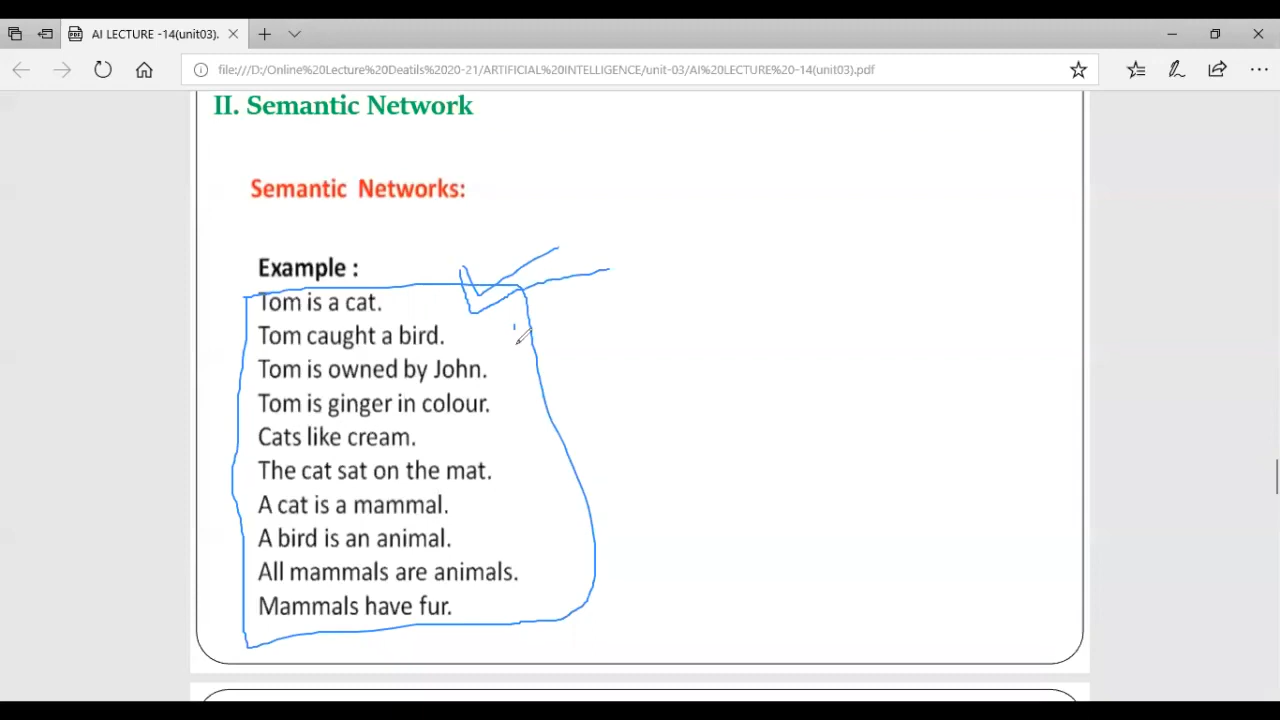 AI LECTURE -14(unit03).
file:///D:/Online%20Lecture%20Deatils%2020-21/ARTIFICIAL%20INTELLIGENCE/unit-03/AI%20LECTURE%20-14(unit03).pdf
II. Semantic Network
Semantic Networks:
Example :
Tom is a cat.
Tom caught a bird.
Tom is owned by John.
Tom is ginger in colour.
Cats like cream.
The cat sat on the mat.
A cat is a mammal.
A bird is an animal.
All mammals are animals.
Mammals have fur.